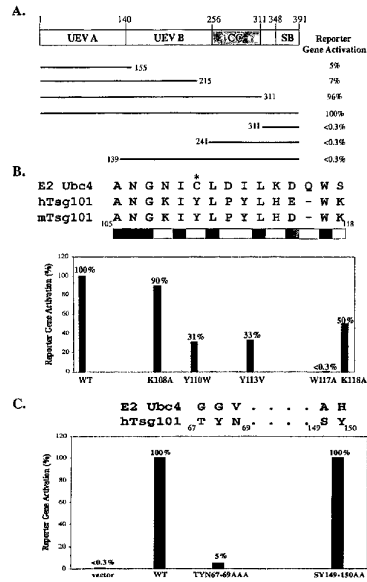 A.
1 140 256 311 348 391
UEV A UEV B CC SB Reporter Gene Activation
155 5%
215 7%
311 96%
100%
311 <0.3%
241 <0.3%
139 <0.3%
B.
*
E2 Ubc4 A N G N I C L D I L K D Q W S
hTsg101 A N G K I Y L P Y L H E - W K
mTsg101 A N G K I Y L P Y L H D - W K
105 118
Reporter Gene Activation (%)
100 80 60 40 20 0
100% 90% 31% 33% <0.3% 50%
WT K108A Y110W Y113V W117A K118A
C.
E2 Ubc4 G G V . . . . A H
hTsg101 T Y N . . . . S Y
67 69 149 150
Reporter Gene Activation (%)
100 80 60 40 20 0
<0.3% 100% 5% 100%
vector WT TYN67-69AAA SY149-150AA